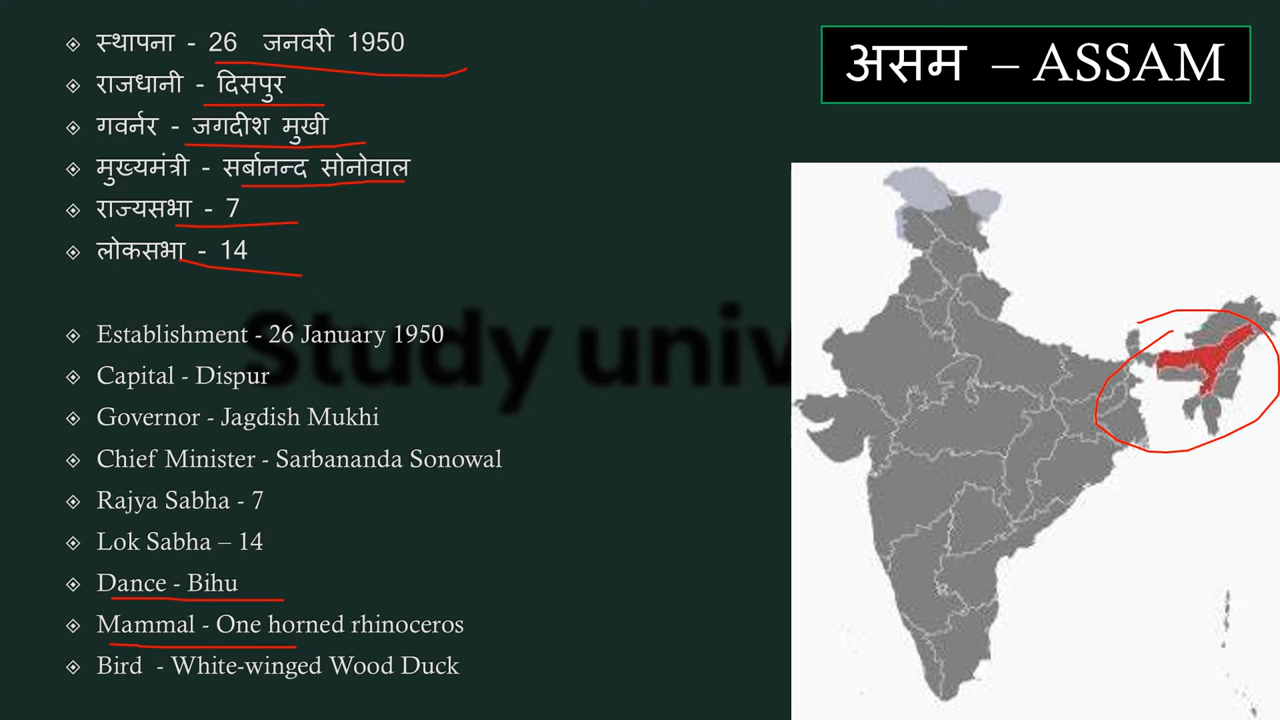 असम – ASSAM
स्थापना - 26 जनवरी 1950
राजधानी - दिसपुर
गवर्नर - जगदीश मुखी
मुख्यमंत्री - सर्बानन्द सोनोवाल
राज्यसभा - 7
लोकसभा - 14
Establishment - 26 January 1950
Capital - Dispur
Governor - Jagdish Mukhi
Chief Minister - Sarbananda Sonowal
Rajya Sabha - 7
Lok Sabha – 14
Dance - Bihu
Mammal - One horned rhinoceros
Bird - White-winged Wood Duck
Study